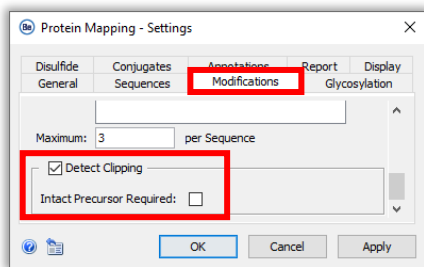 Be Protein Mapping - Settings
Disulfide Conjugates Annotations Report Display
General Sequences Modifications Glycosylation
Maximum: 3 per Sequence
Detect Clipping
Intact Precursor Required:
OK Cancel Apply